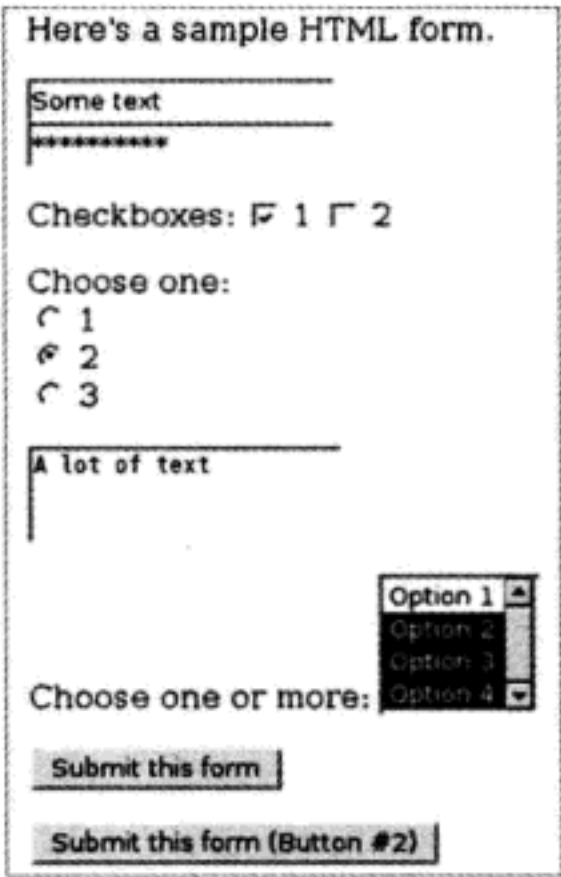 Here's a sample HTML form.
Some text
**********
Checkboxes: 1 2
Choose one:
1
2
3
A lot of text
Option 1
Option 2
Option 3
Choose one or more: Option 4
Submit this form
Submit this form (Button #2)